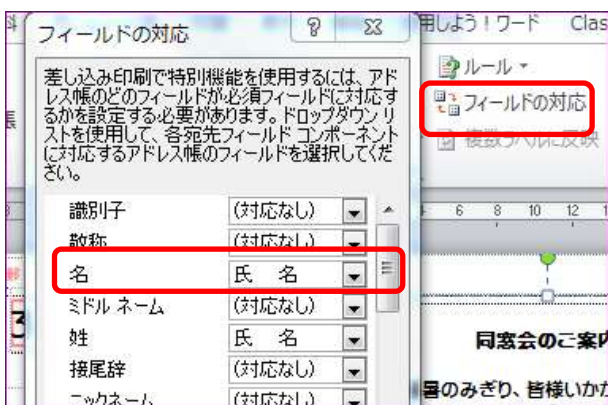 フィールドの対応
用しよう!ワード Clas
差し込み印刷で特別機能を使用するには、アド
レス帳のどのフィールドが必須フィールドに対応す
るかを設定する必要があります。ドロップダウン リ
ストを使用して、各宛先フィールド コンポーネント
に対応するアドレス帳のフィールドを選択してくだ
さい。
ルール
フィールドの対応
複数ラベルに反映
識別子 (対応なし)
敬称 (対応なし)
名 氏 名
ミドル ネーム (対応なし)
姓 氏 名
接尾辞 (対応なし)
ニックネーム (対応なし)
6 8 10 12
同窓会のご案内
暑のみぎり、皆様いかが